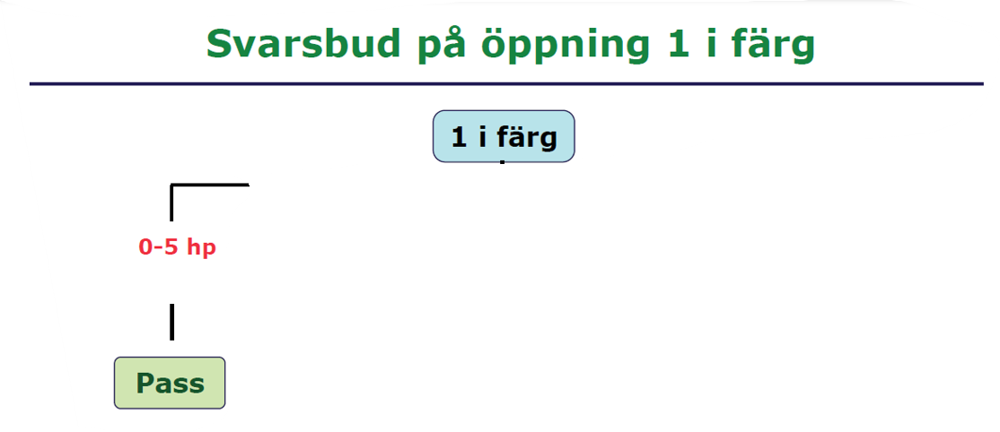 Svarsbud på öppning 1 i färg
1 i färg
0–5 hp
Pass